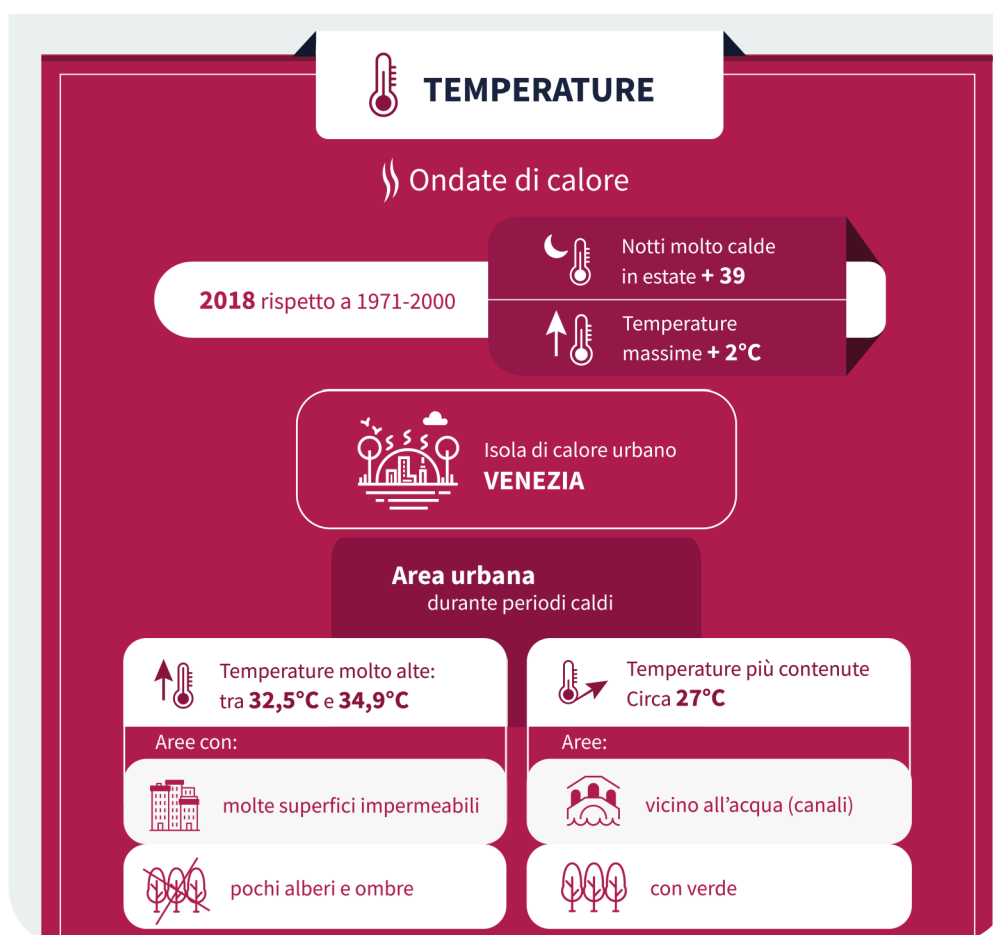 TEMPERATURE
Ondate di calore
2018 rispetto a 1971-2000
Notti molto calde
in estate + 39
Temperature
massime + 2°C
Isola di calore urbano
VENEZIA
Area urbana
durante periodi caldi
Temperature molto alte:
tra 32,5°C e 34,9°C
Aree con:
molte superfici impermeabili
pochi alberi e ombre
Temperature più contenute
Circa 27°C
Aree:
vicino all'acqua (canali)
con verde